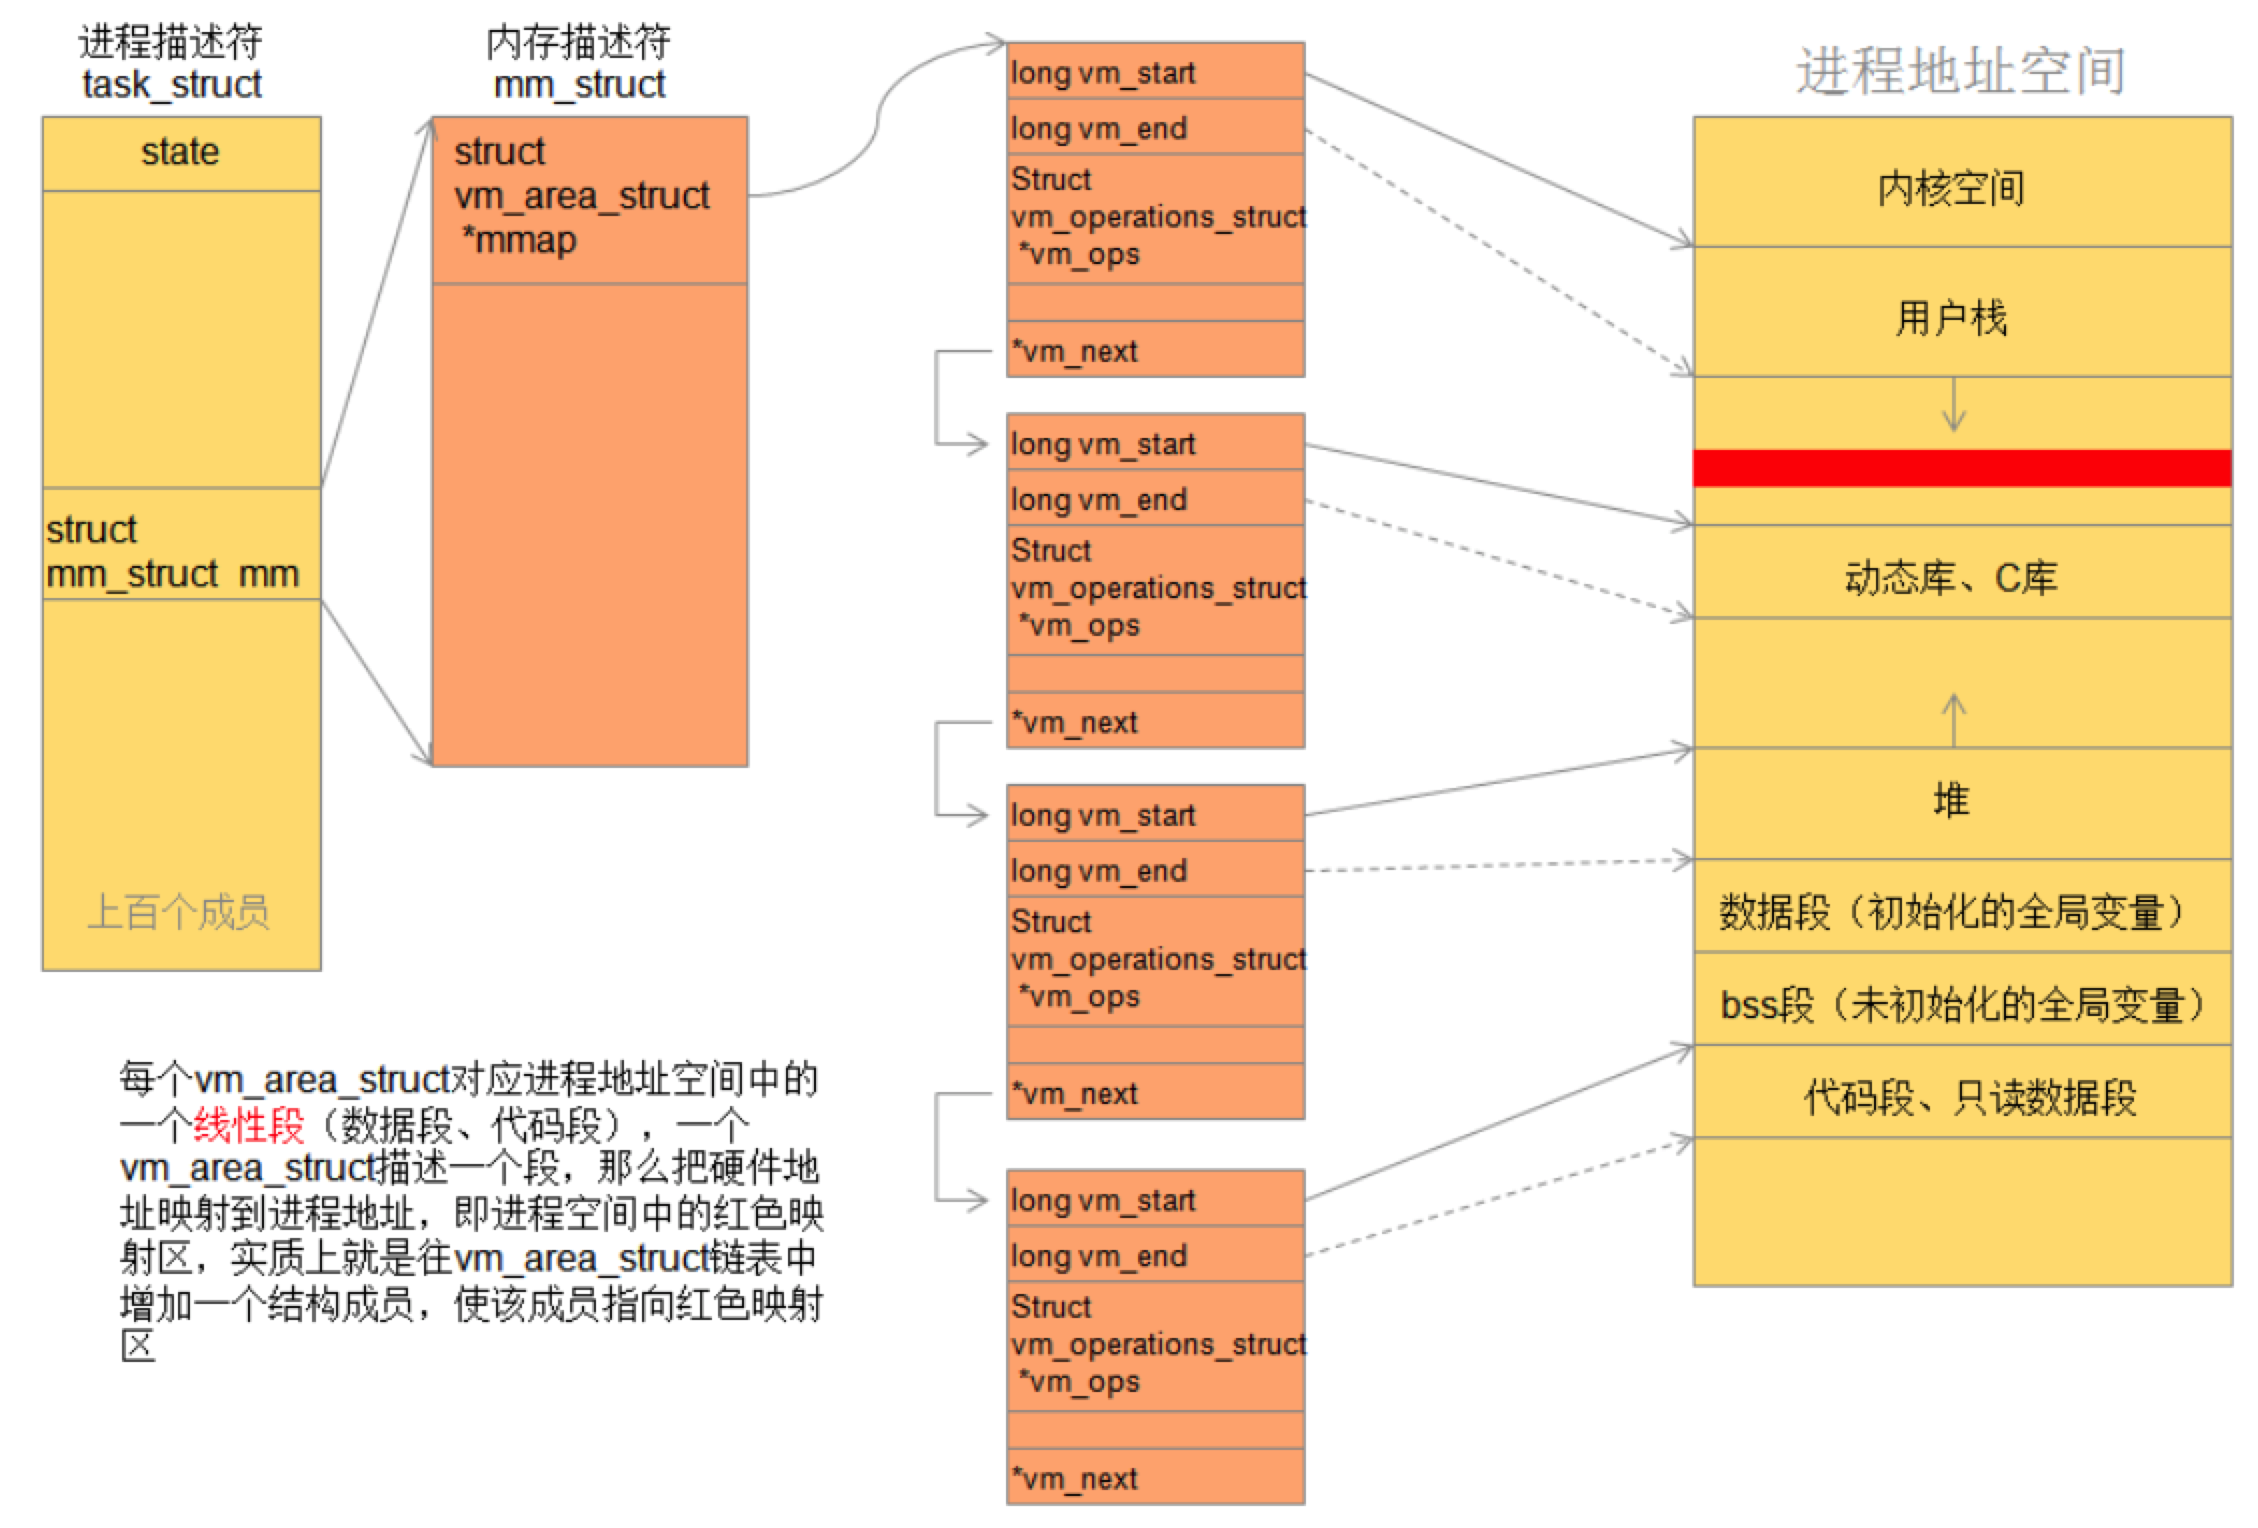 进程描述符
task_struct
state
struct
mm_struct  mm
上百个成员
内存描述符
mm_struct
struct
vm_area_struct
*mmap
long vm_start
long vm_end
Struct
vm_operations_struct
*vm_ops
*vm_next
long vm_start
long vm_end
Struct
vm_operations_struct
*vm_ops
*vm_next
long vm_start
long vm_end
Struct
vm_operations_struct
*vm_ops
*vm_next
long vm_start
long vm_end
Struct
vm_operations_struct
*vm_ops
*vm_next
进程地址空间
内核空间
用户栈
动态库、C库
堆
数据段（初始化的全局变量）
bss段（未初始化的全局变量）
代码段、只读数据段
每个vm_area_struct对应进程地址空间中的
一个线性段（数据段、代码段），一个
vm_area_struct描述一个段，那么把硬件地
址映射到进程地址，即进程空间中的红色映
射区，实质上就是往vm_area_struct链表中
增加一个结构成员，使该成员指向红色映射
区